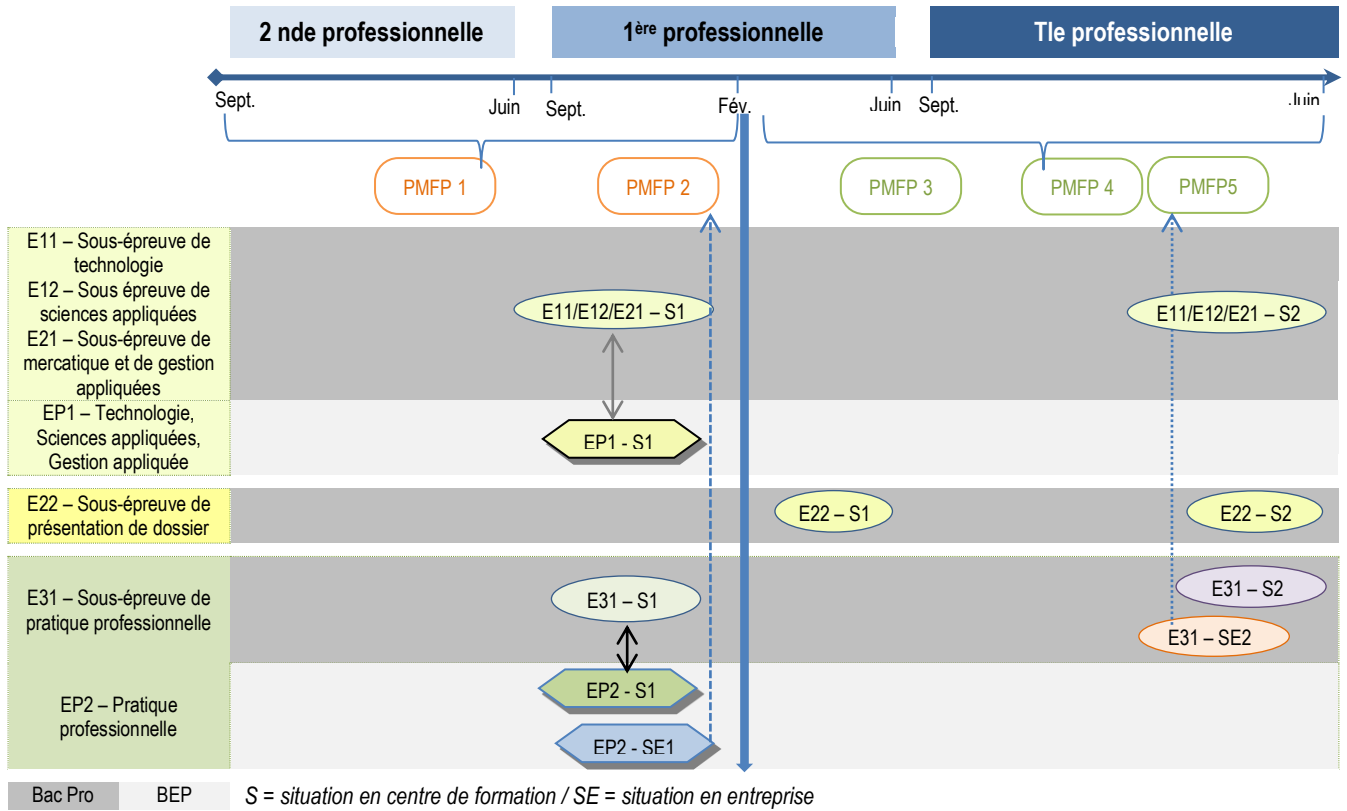 2 nde professionnelle
1ère professionnelle
Tle professionnelle
Sept.
Juin
Sept.
Fév.
Juin
Sept.
Juin
PMFP 1
PMFP 2
PMFP 3
PMFP 4
PMFP5
E11 – Sous-épreuve de
technologie
E12 – Sous épreuve de
sciences appliquées
E21 – Sous-épreuve de
mercatique et de gestion
appliquées
E11/E12/E21 – S1
E11/E12/E21 – S2
EP1 – Technologie,
Sciences appliquées,
Gestion appliquée
EP1 - S1
E22 – Sous-épreuve de
présentation de dossier
E22 – S1
E22 – S2
E31 – Sous-épreuve de
pratique professionnelle
E31 – S1
E31 – S2
E31 – SE2
EP2 – Pratique
professionnelle
EP2 - S1
EP2 - SE1
Bac Pro
BEP
S = situation en centre de formation / SE = situation en entreprise